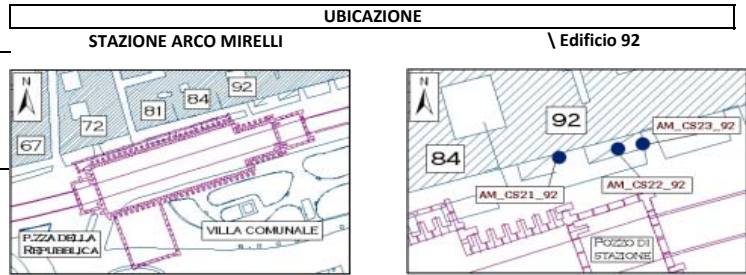 UBICAZIONE
STAZIONE ARCO MIRELLI
\ Edificio 92
N
67
72
81
84
92
P.ZZA DELLA
REPUBBLICA
VILLA COMUNALE
N
84
92
AM_CS23_92
AM_CS21_92
AM_CS22_92
POZZO DI
STAZIONE